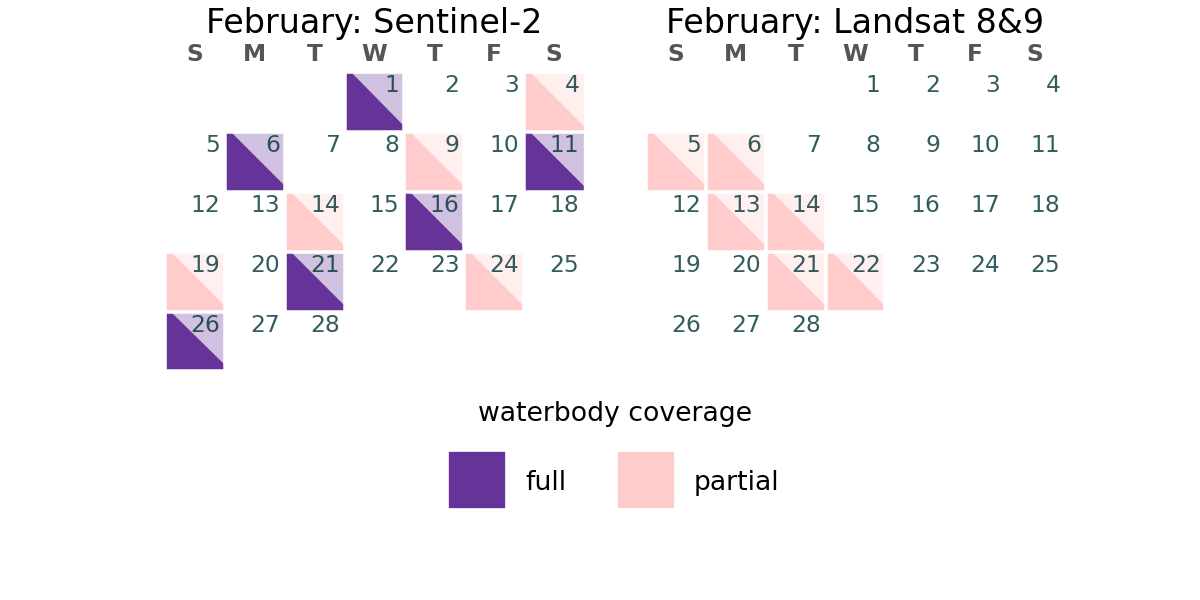 February: Sentinel-2
S M T W T F S
1 2 3 4
5 6 7 8 9 10 11
12 13 14 15 16 17 18
19 20 21 22 23 24 25
26 27 28
February: Landsat 8&9
S M T W T F S
1 2 3 4
5 6 7 8 9 10 11
12 13 14 15 16 17 18
19 20 21 22 23 24 25
26 27 28
waterbody coverage
full partial